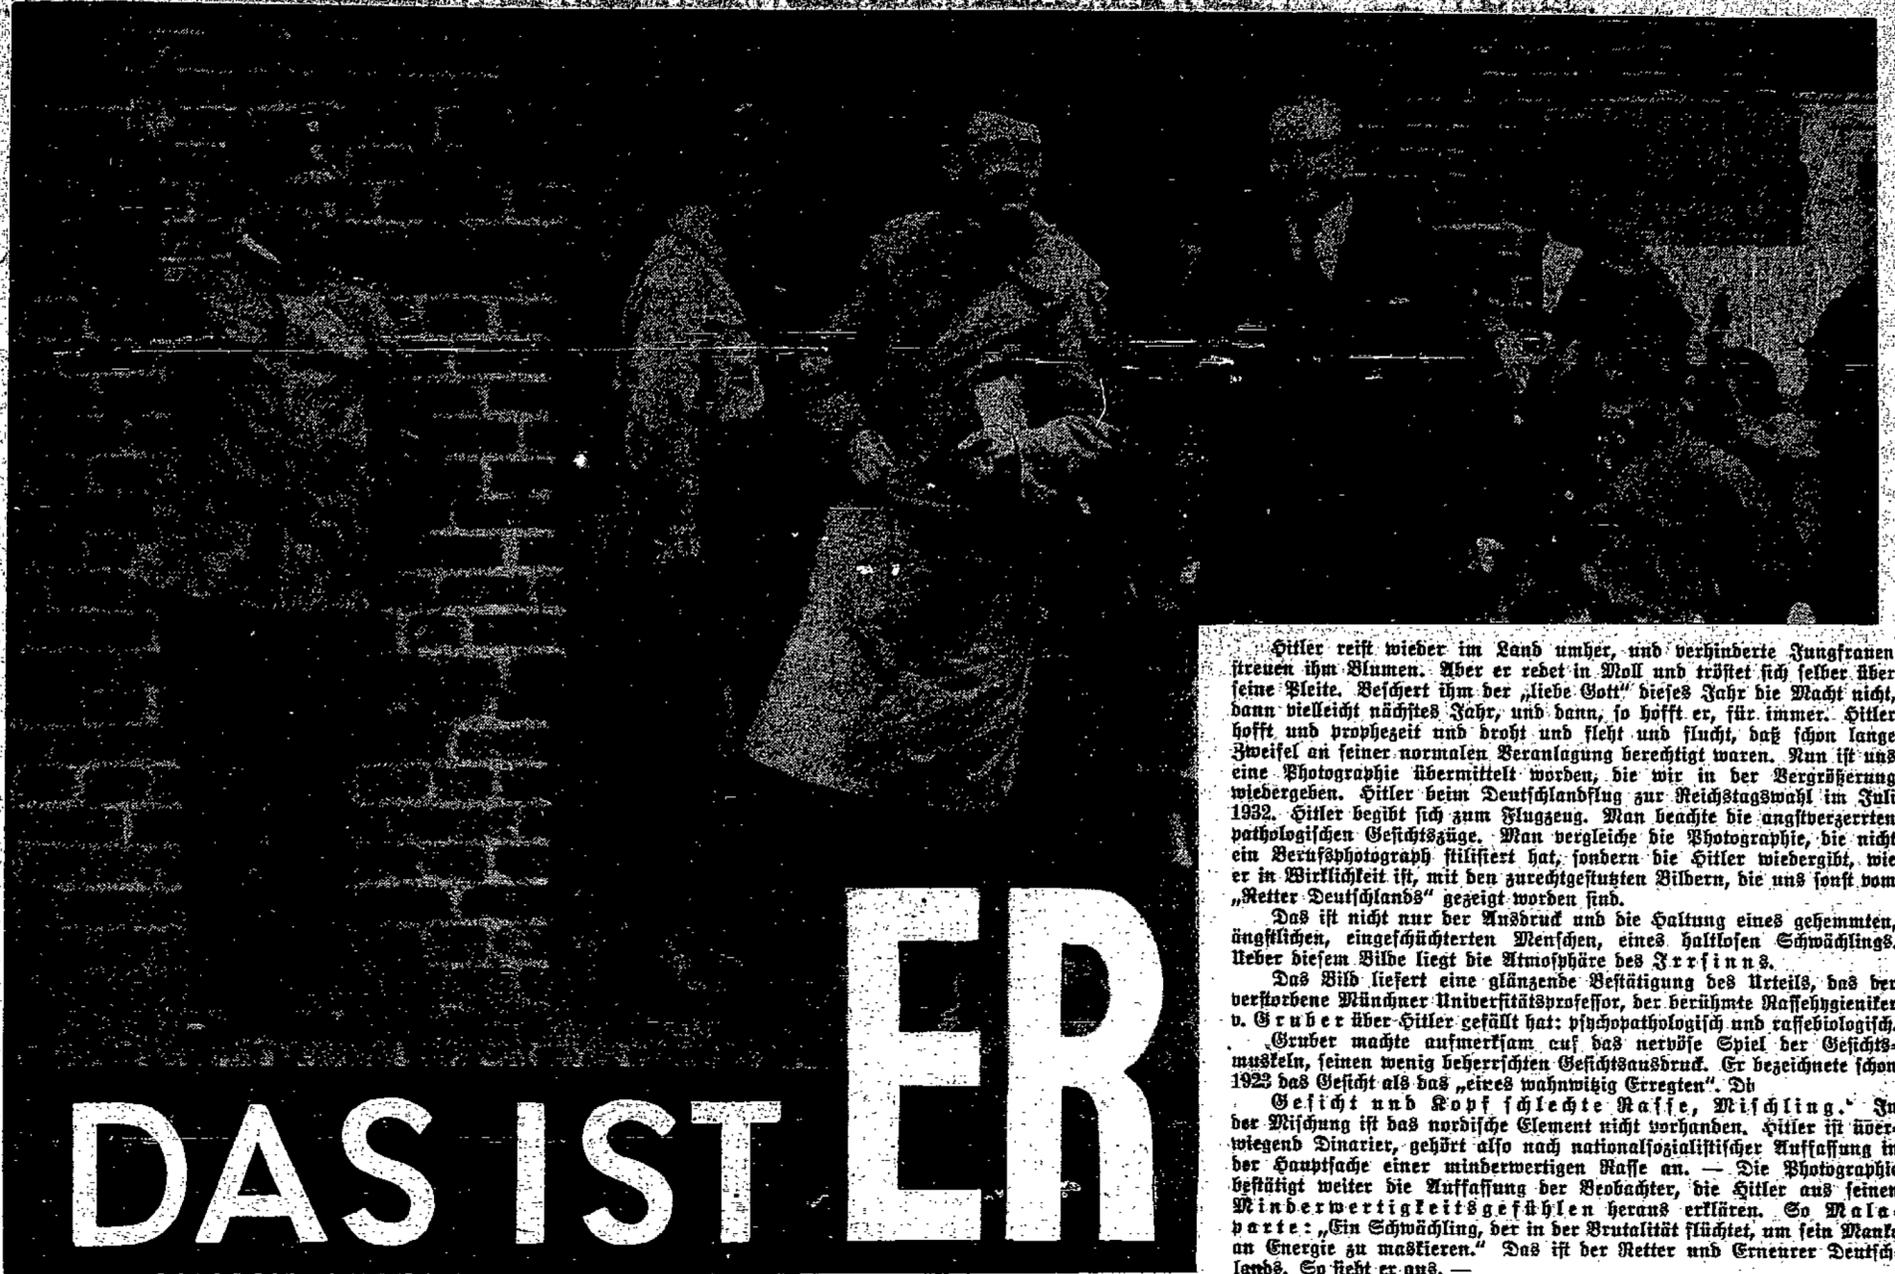 DAS IST ER
Hitler reist wieder im Land umher, und verhinderte Jungfrauen
streuen ihm Blumen. Aber er redet in Moll und tröstet sich selber über
seine Pleite. Beschert ihm der „liebe Gott“ dieses Jahr die Macht nicht,
dann vielleicht nächstes Jahr, und dann, so hofft er, für immer. Hitler
hofft und prophezeit und droht und fleht und flucht, daß schon lange
Zweifel an seiner normalen Veranlagung berechtigt waren. Nun ist uns
eine Photographie übermittelt worden, die wir in der Vergrößerung
wiedergeben. Hitler beim Deutschlandflug zur Reichstagswahl im Juli
1932. Hitler begibt sich zum Flugzeug. Man beachte die angstverzerrten
pathologischen Gesichtszüge. Man vergleiche die Photographie, die nicht
ein Berufsphotograph stilisiert hat, sondern die Hitler wiedergibt, wie
er in Wirklichkeit ist, mit den zurechtgestutzten Bildern, die uns sonst vom
„Retter Deutschlands“ gezeigt worden sind.
Das ist nicht nur der Ausdruck und die Haltung eines gehemmten,
ängstlichen, eingeschüchterten Menschen, eines haltlosen Schwächlings.
Ueber diesem Bilde liegt die Atmosphäre des Irrsinns.
Das Bild liefert eine glänzende Bestätigung des Urteils, das der
verstorbene Münchner Universitätsprofessor, der berühmte Rassehygieniker
v. Gruber über Hitler gefällt hat: psychopathologisch und rassebiologisch.
Gruber machte aufmerksam auf das nervöse Spiel der Gesichts-
muskeln, seinen wenig beherrschten Gesichtsausdruck. Er bezeichnete schon
1923 das Gesicht als das „eines wahnwitzig Erregten“. Di
Gesicht und Kopf schlechte Rasse, Mischling.“ In
der Mischung ist das nordische Element nicht vorhanden. Hitler ist über-
wiegend Dinarier, gehört also nach nationalsozialistischer Auffassung in
der Hauptsache einer minderwertigen Rasse an. — Die Photographie
bestätigt weiter die Auffassung der Beobachter, die Hitler aus seinen
Minderwertigkeitsgefühlen heraus erklären. So Mala-
parte: „Ein Schwächling, der in der Brutalität flüchtet, um sein Manko
an Energie zu maskieren.“ Das ist der Retter und Erneurer Deutsch-
lands. So sieht er aus. —